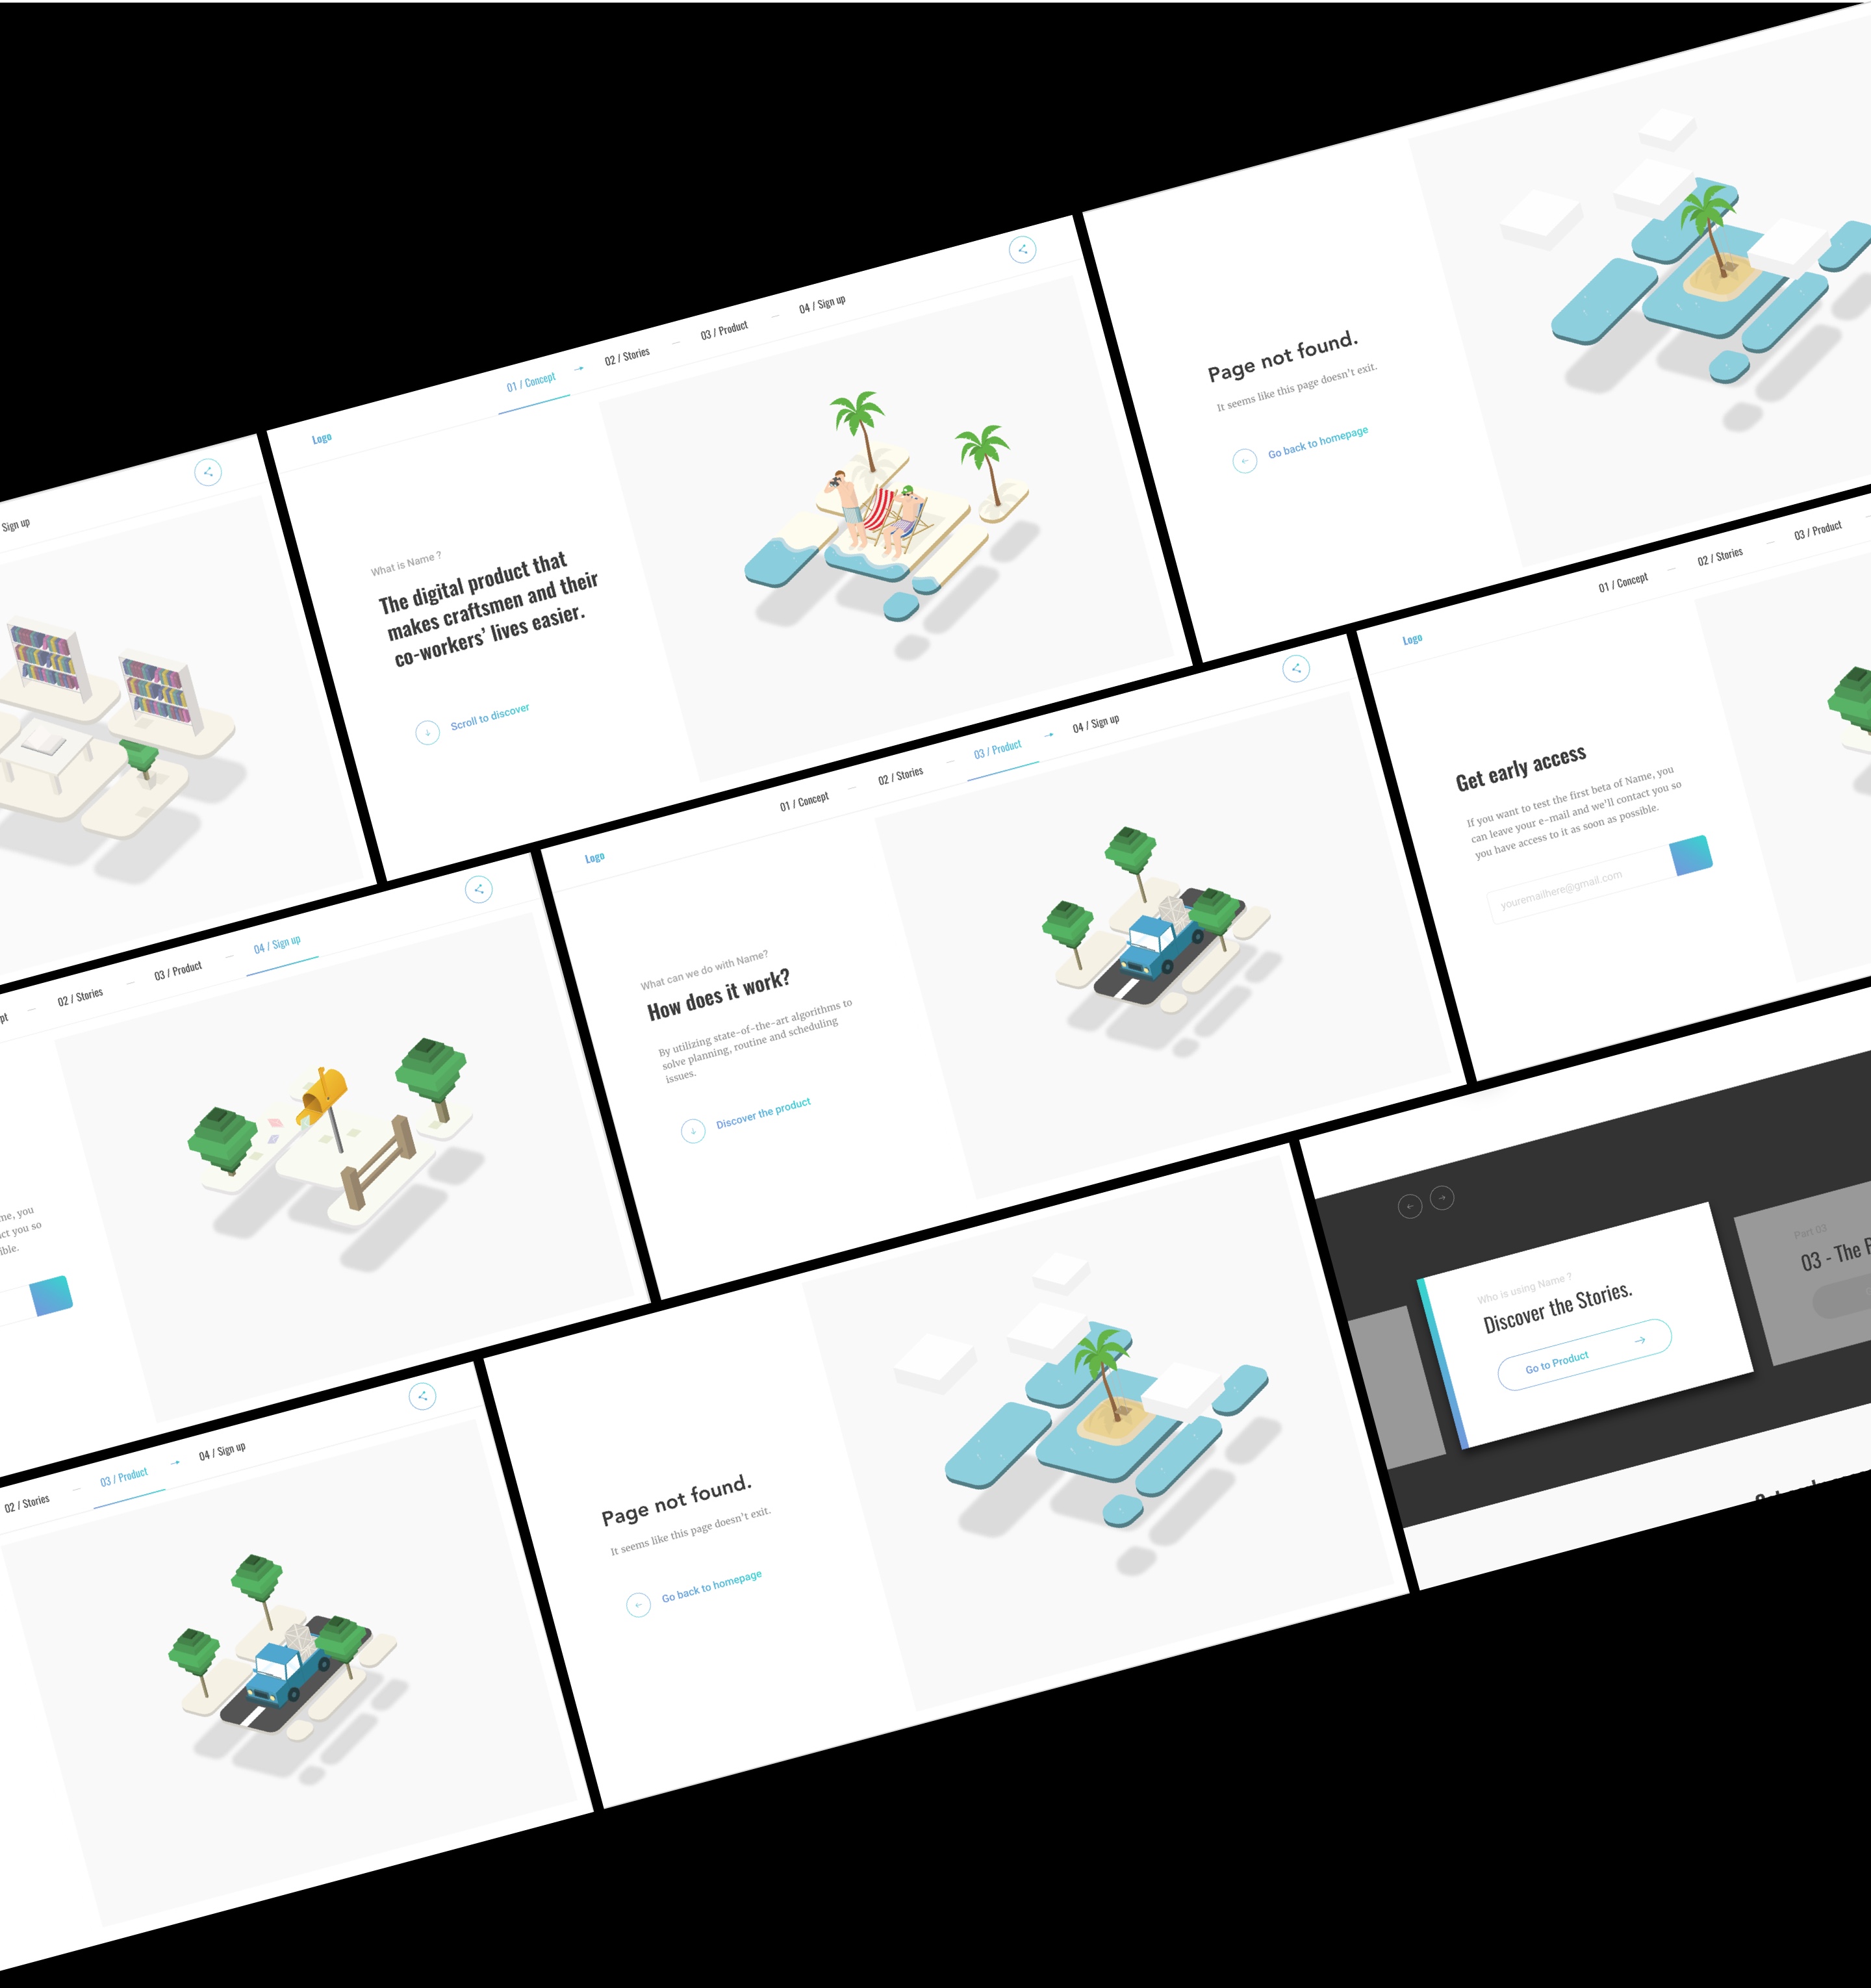 Sign up
Logo
01 / Concept
02 / Stories
03 / Product
04 / Sign up
What is Name ?
The digital product that
makes craftsmen and their
co-workers’ lives easier.
Scroll to discover
Page not found.
It seems like this page doesn’t exit.
Go back to homepage
02 / Stories
03 / Product
04 / Sign up
me, you
ct you so
ible.
Logo
01 / Concept
02 / Stories
03 / Product
04 / Sign up
What can we do with Name?
How does it work?
By utilizing state-of-the-art algorithms to
solve planning, routine and scheduling
issues.
Discover the product
Logo
01 / Concept
02 / Stories
03 / Product
Get early access
If you want to test the first beta of Name, you
can leave your e-mail and we’ll contact you so
you have access to it as soon as possible.
youremailhere@gmail.com
02 / Stories
03 / Product
04 / Sign up
Page not found.
It seems like this page doesn’t exit.
Go back to homepage
Who is using Name ?
Discover the Stories.
Go to Product
Part 03
03 - The P